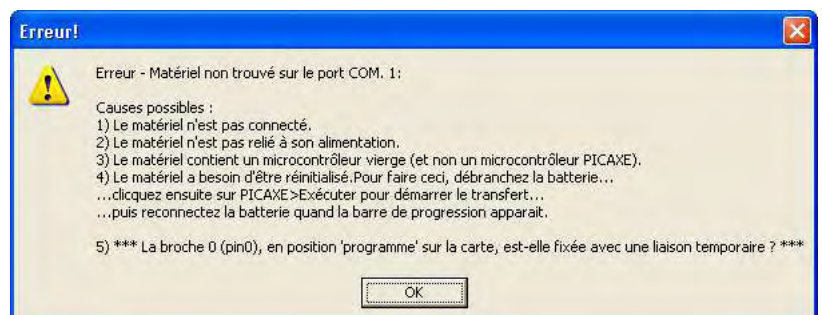 Erreur!
Erreur - Matériel non trouvé sur le port COM. 1:
Causes possibles :
1) Le matériel n'est pas connecté.
2) Le matériel n'est pas relié à son alimentation.
3) Le matériel contient un microcontrôleur vierge (et non un microcontrôleur PICAXE).
4) Le matériel a besoin d'être réinitialisé.Pour faire ceci, débranchez la batterie...
...clicquez ensuite sur PICAXE>Exécuter pour démarrer le transfert...
...puis reconnectez la batterie quand la barre de progression apparait.
5) *** La broche 0 (pin0), en position 'programme' sur la carte, est-elle fixée avec une liaison temporaire ? ***
OK